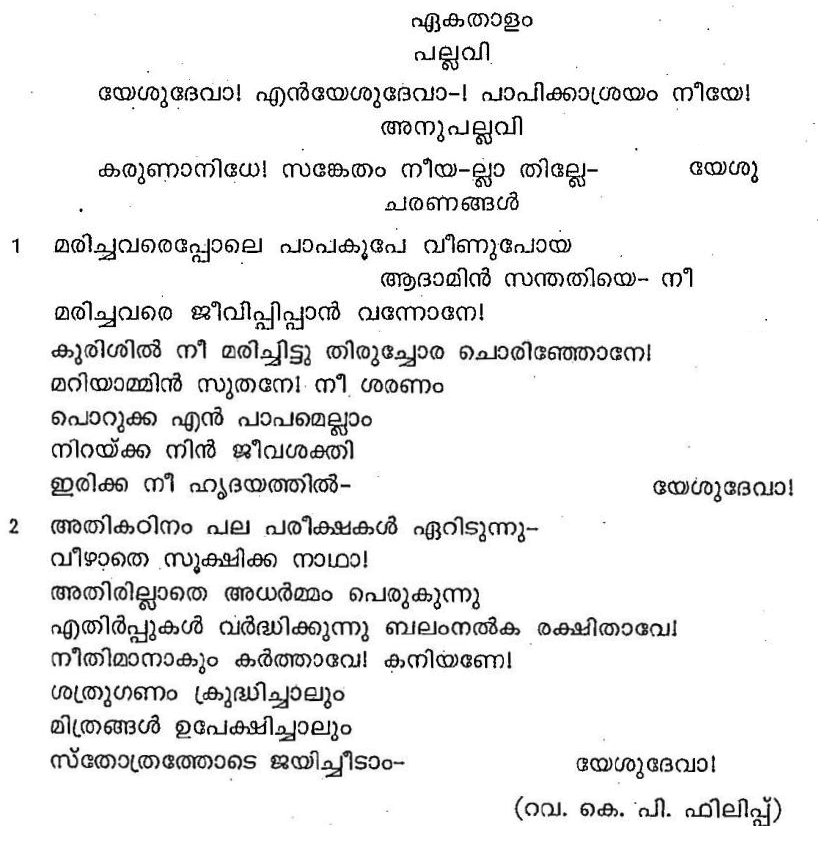 ഏകതാളം
പല്ലവി
യേശുദേവാ! എൻയേശുദേവാ-! പാപിക്കാശ്രയം നീയേ!
അനുപല്ലവി
കരുണാനിധേ! സങ്കേതം നീയ-ല്ലാ തില്ലേ- യേശു
ചരണങ്ങൾ
1 മരിച്ചവരെപ്പോലെ പാപകൂപേ വീണുപോയ
ആദാമിൻ സന്തതിയെ- നീ
മരിച്ചവരെ ജീവിപ്പിപ്പാൻ വന്നോനേ!
കുരിശിൽ നീ മരിച്ചിട്ടു തിരുച്ചോര ചൊരിഞ്ഞോനേ!
മറിയാമ്മിൻ സുതനേ! നീ ശരണം
പൊറുക്ക എൻ പാപമെല്ലാം
നിറയ്ക്ക നിൻ ജീവശക്തി
ഇരിക്ക നീ ഹൃദയത്തിൽ- യേശുദേവാ!
2 അതികഠിനം പല പരീക്ഷകൾ ഏറിടുന്നു-
വീഴാതെ സൂക്ഷിക്ക നാഥാ!
അതിരില്ലാതെ അധർമ്മം പെരുകുന്നു
എതിർപ്പുകൾ വർദ്ധിക്കുന്നു ബലംനൽക രക്ഷിതാവേ!
നീതിമാനാകും കർത്താവേ! കനിയണേ!
ശത്രുഗണം ക്രുദ്ധിച്ചാലും
മിത്രങ്ങൾ ഉപേക്ഷിച്ചാലും
സ്തോത്രത്തോടെ ജയിച്ചീടാം- യേശുദേവാ!
(റവ. കെ. പി. ഫിലിപ്പ്)